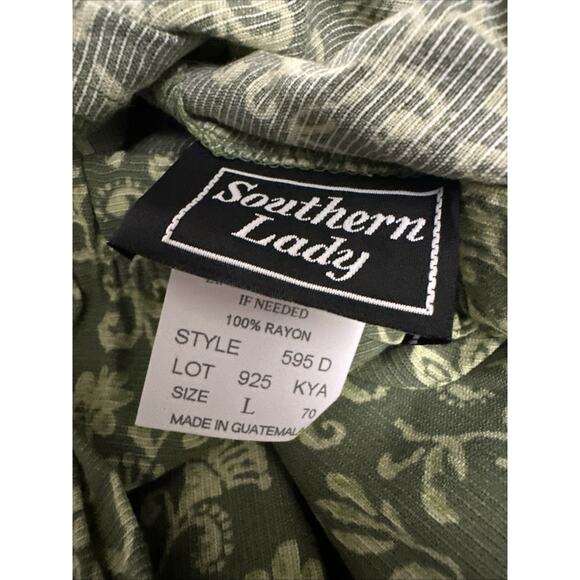 Southern
Lady
IF NEEDED
100% RAYON
STYLE 595 D
LOT 925 KYA
SIZE L 70
MADE IN GUATEMALA